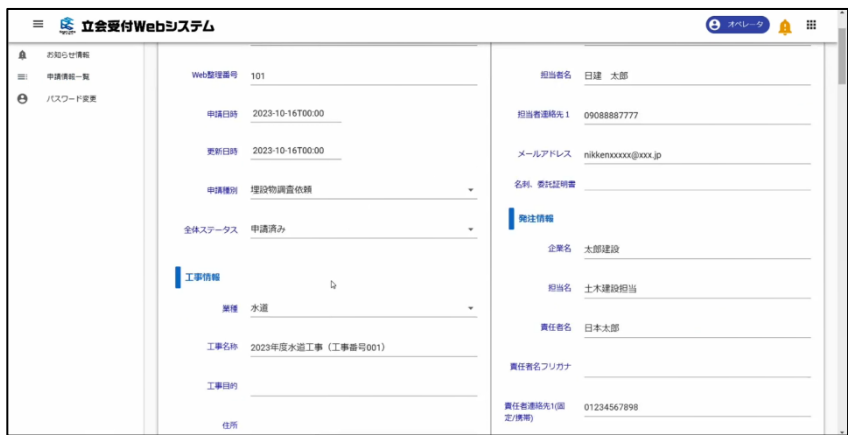 立会受付Webシステム
オペレータ
お知らせ情報
申請情報一覧
パスワード変更
Web整理番号 101
申請日時 2023-10-16T00:00
更新日時 2023-10-16T00:00
申請種別 埋設物調査依頼
全体ステータス 申請済み
工事情報
業種 水道
工事名称 2023年度水道工事（工事番号001）
工事目的
住所
担当者名 日建　太郎
担当者連絡先1 09088887777
メールアドレス nikkenxxxxx@xxx.jp
名刺、委託証明書
発注情報
企業名 太郎建設
担当名 土木建設担当
責任者名 日本太郎
責任者名フリガナ
責任者連絡先1(固
定/携帯) 01234567898